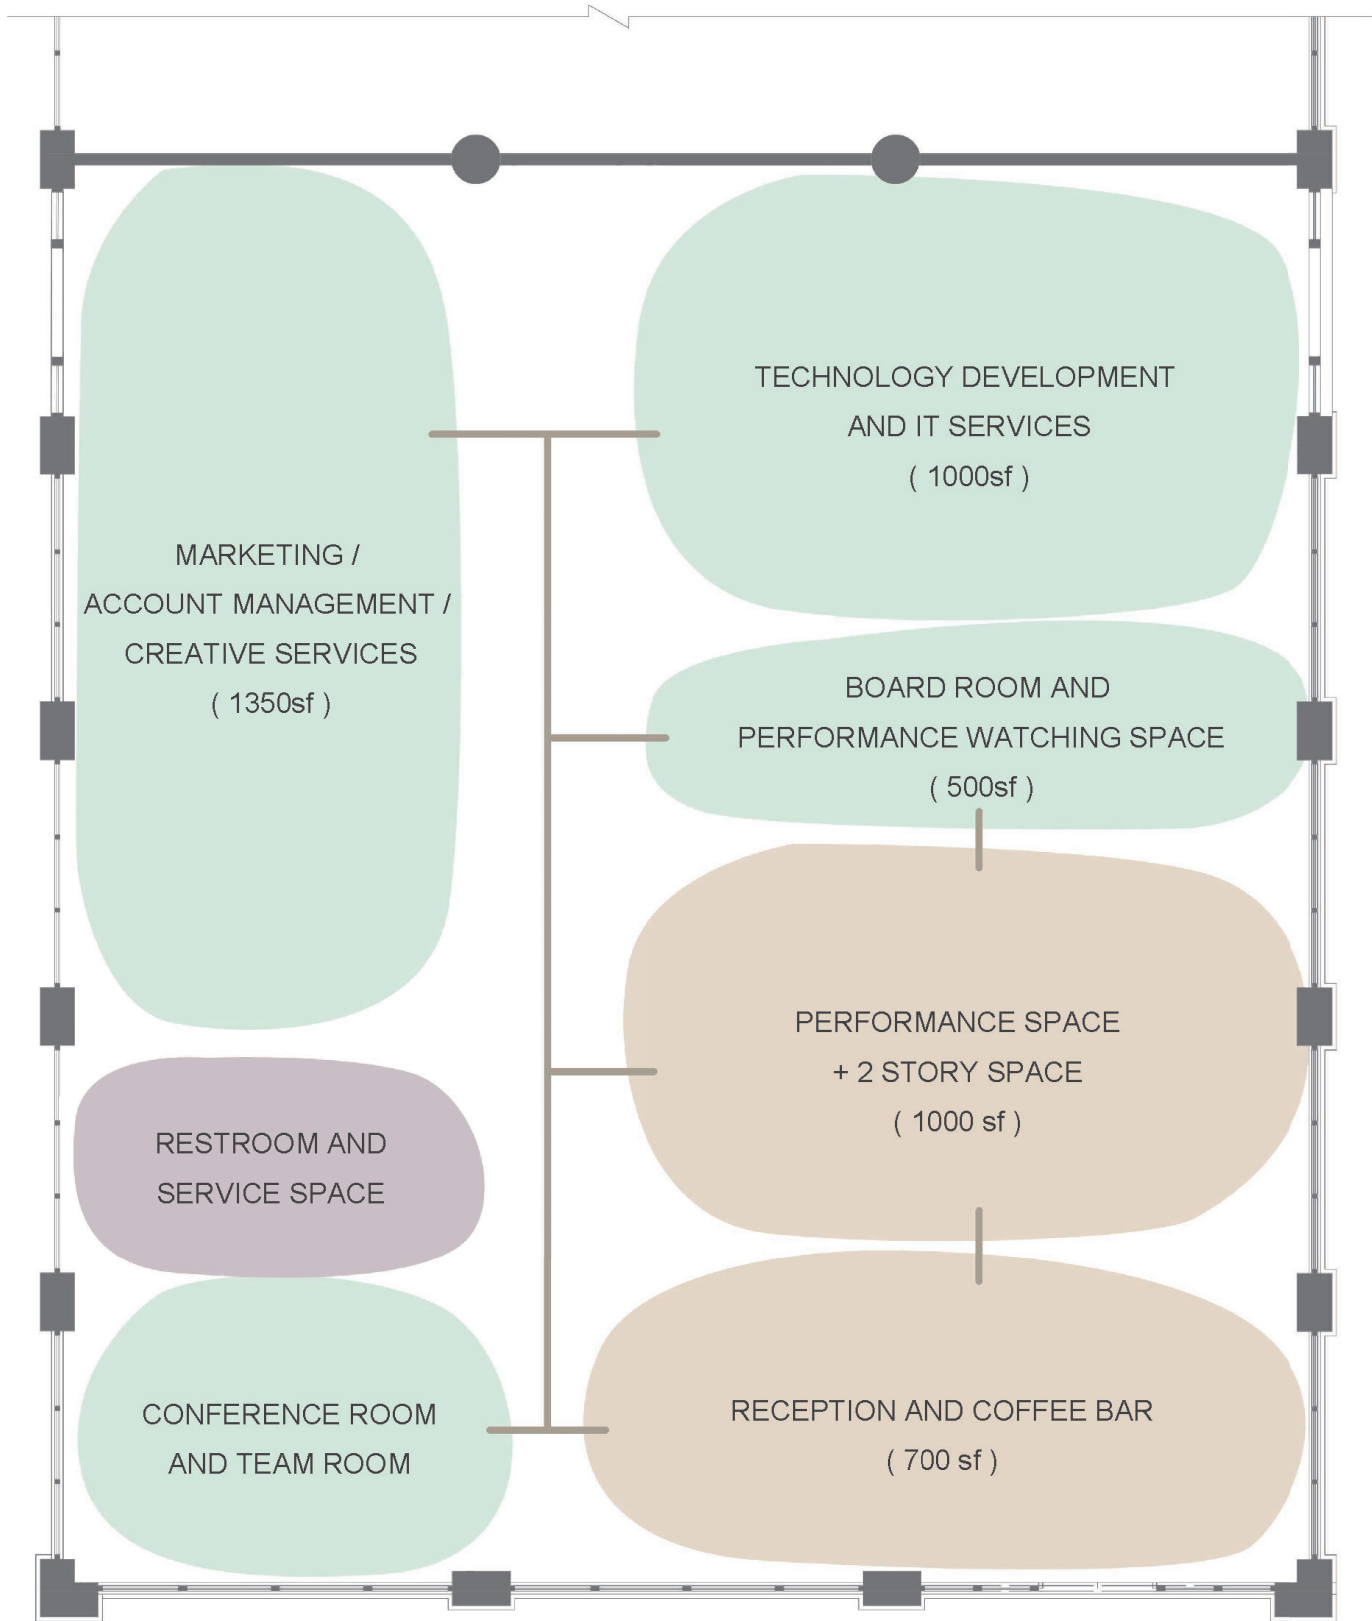 TECHNOLOGY DEVELOPMENT
AND IT SERVICES
( 1000sf )
MARKETING /
ACCOUNT MANAGEMENT /
CREATIVE SERVICES
( 1350sf )
BOARD ROOM AND
PERFORMANCE WATCHING SPACE
( 500sf )
PERFORMANCE SPACE
+ 2 STORY SPACE
( 1000 sf )
RESTROOM AND
SERVICE SPACE
CONFERENCE ROOM
AND TEAM ROOM
RECEPTION AND COFFEE BAR
( 700 sf )